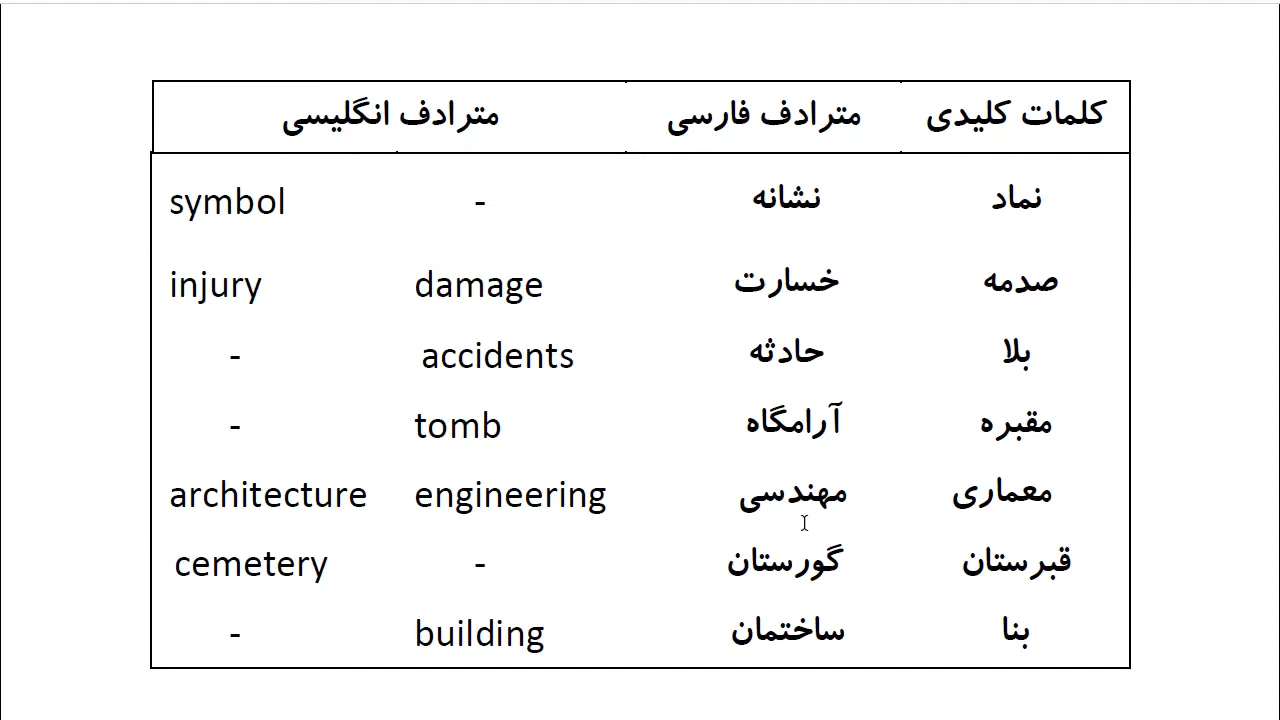 کلمات کلیدی مترادف فارسی مترادف انگلیسی
نماد نشانه - symbol
صدمه خسارت damage injury
بلا حادثه accidents -
مقبره آرامگاه tomb -
معماری مهندسی engineering architecture
قبرستان گورستان - cemetery
بنا ساختمان building -